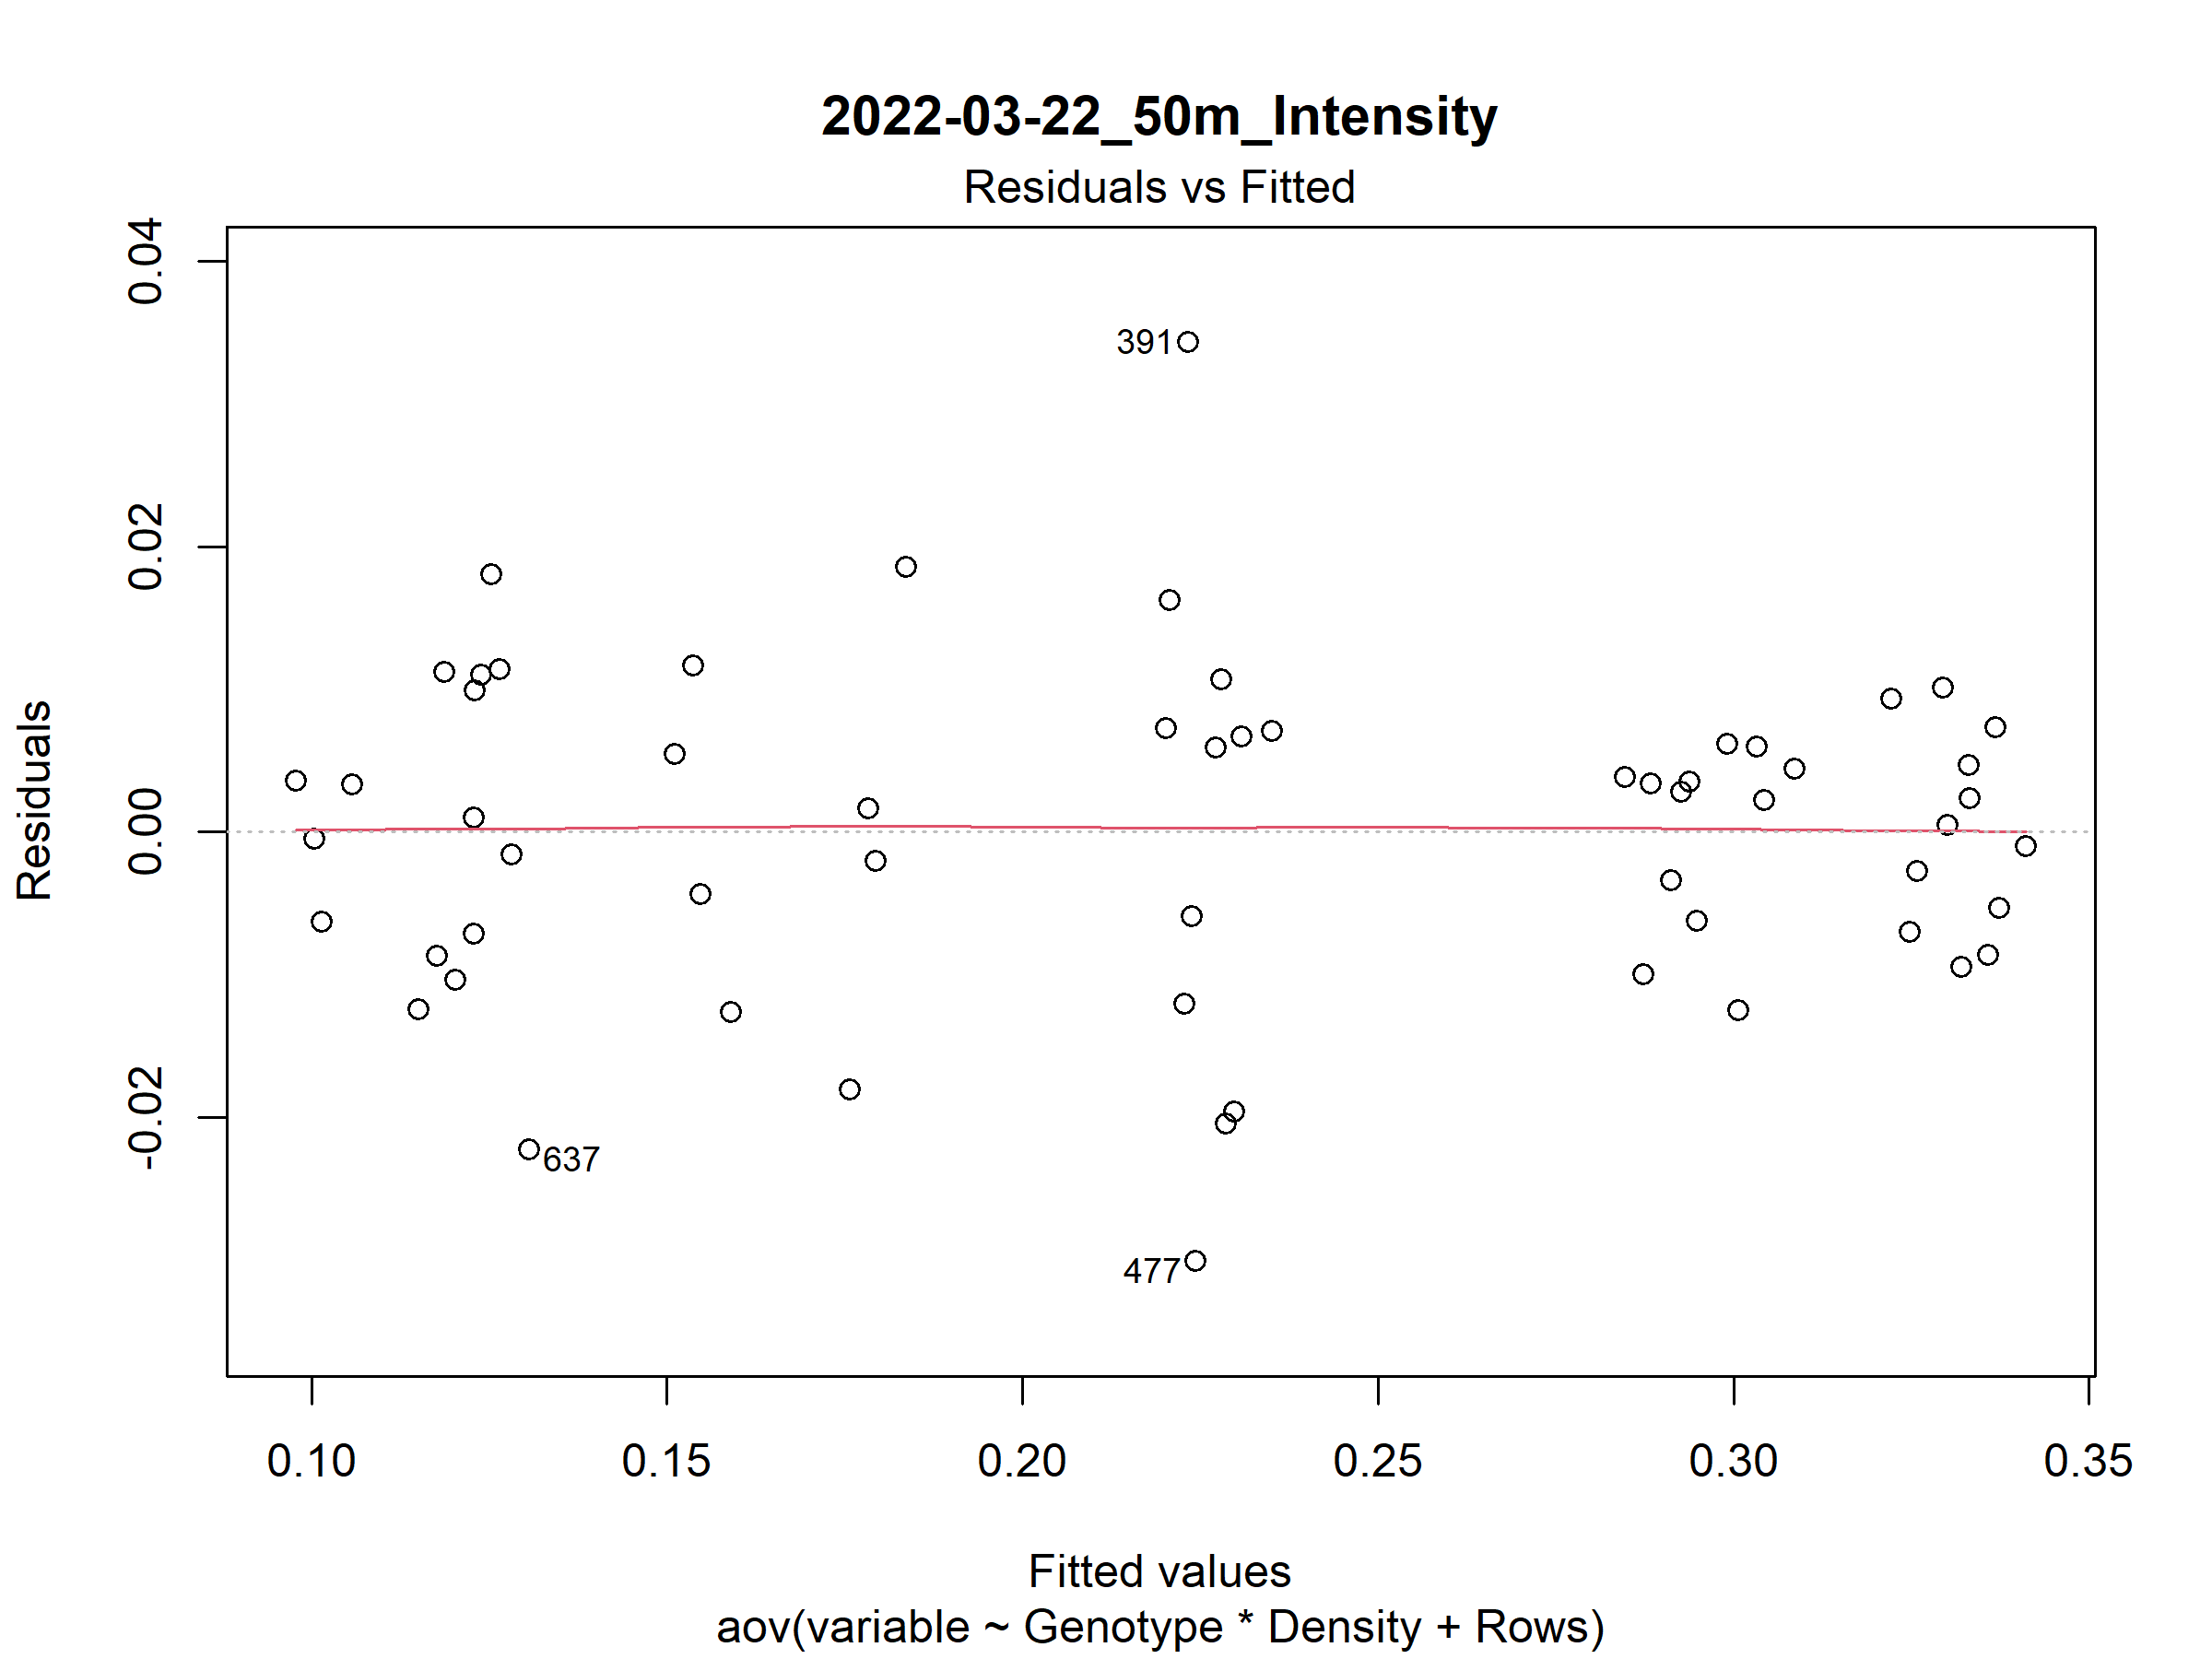 2022-03-22_50m_Intensity
Residuals vs Fitted
0.04
0.02
0.00
-0.02
Residuals
391
637
477
0.10 0.15 0.20 0.25 0.30 0.35
Fitted values
aov(variable ~ Genotype * Density + Rows)